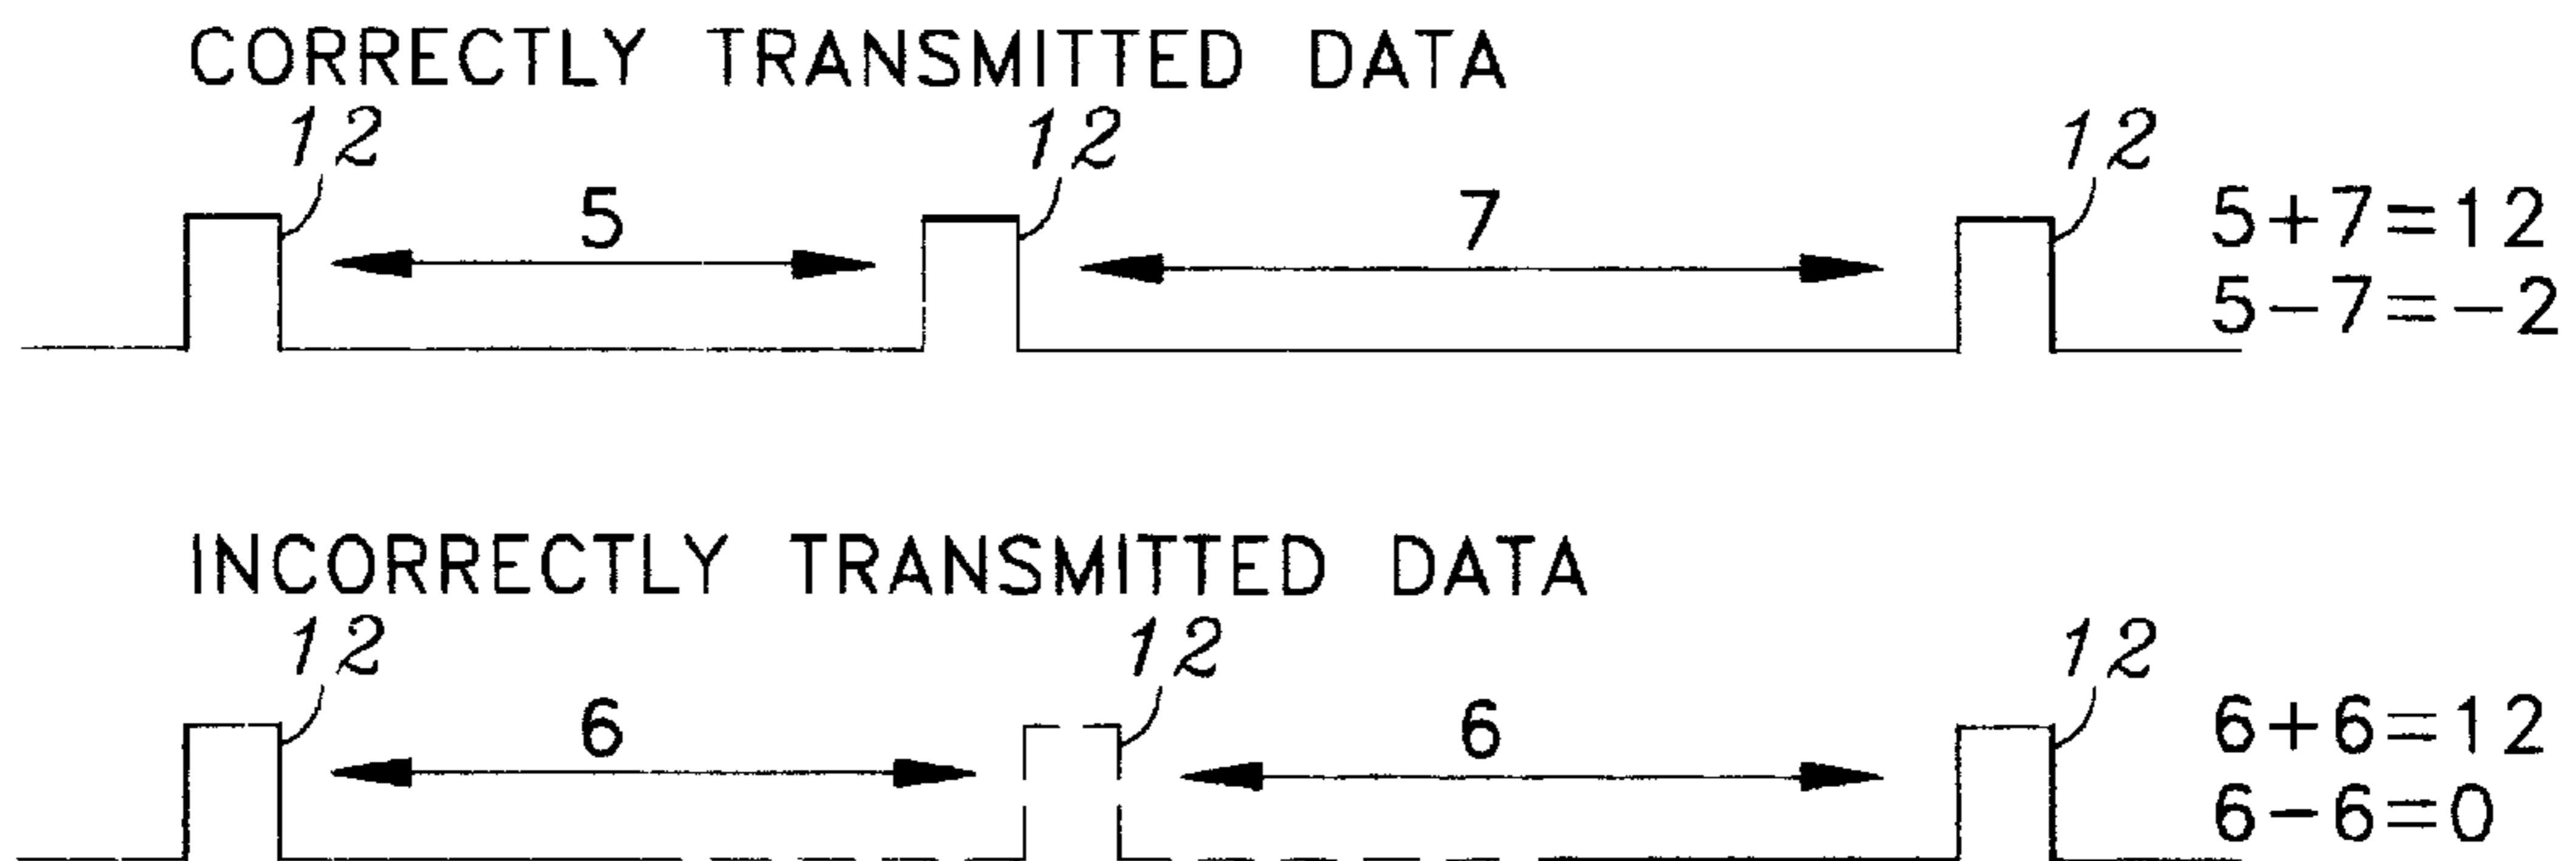 CORRECTLY TRANSMITTED DATA
12 12 12
5 7 5+7=12
5-7=-2
INCORRECTLY TRANSMITTED DATA
12 12 12
6 6 6+6=12
6-6=0